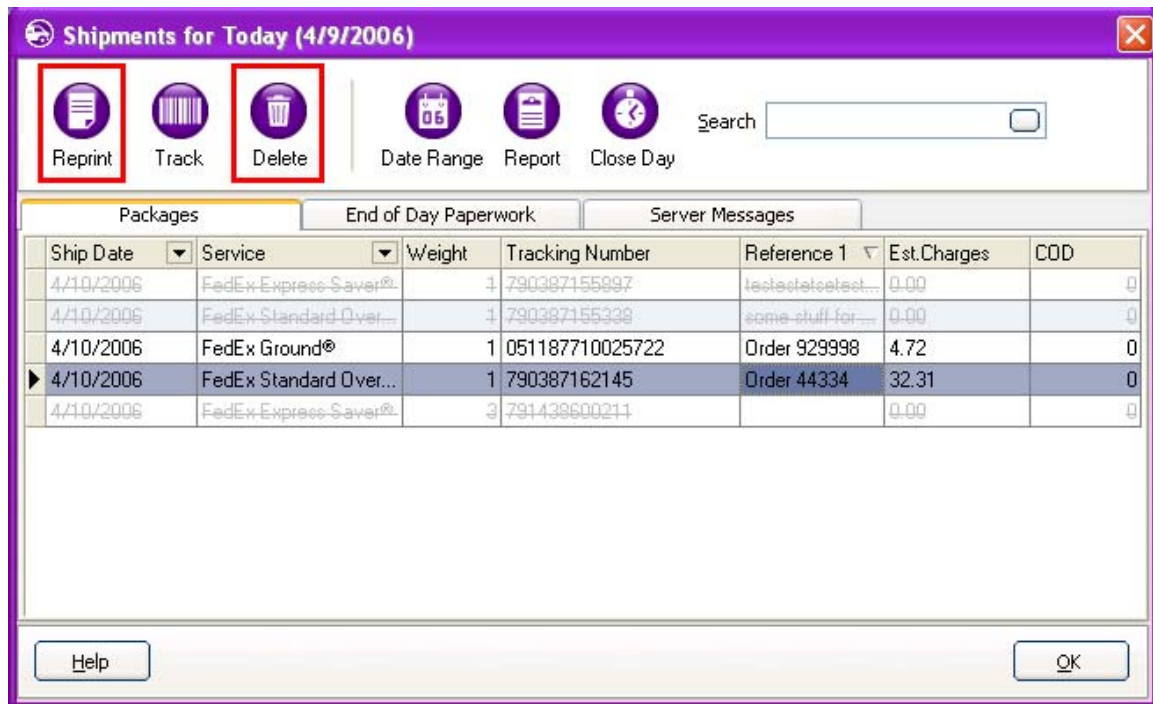 Shipments for Today (4/9/2006)
Reprint Track Delete Date Range Report Close Day Search
Packages End of Day Paperwork Server Messages
Ship Date Service Weight Tracking Number Reference 1 Est.Charges COD
4/10/2006 FedEx Express Saver® 1 790387155897 0.00 0
4/10/2006 FedEx Standard Over... 1 790387155338 some stuff for ... 0.00 0
4/10/2006 FedEx Ground® 1 051187710025722 Order 929998 4.72 0
4/10/2006 FedEx Standard Over... 1 790387162145 Order 44334 32.31 0
4/10/2006 FedEx Express Saver® 3 791438600211 0.00 0
Help OK